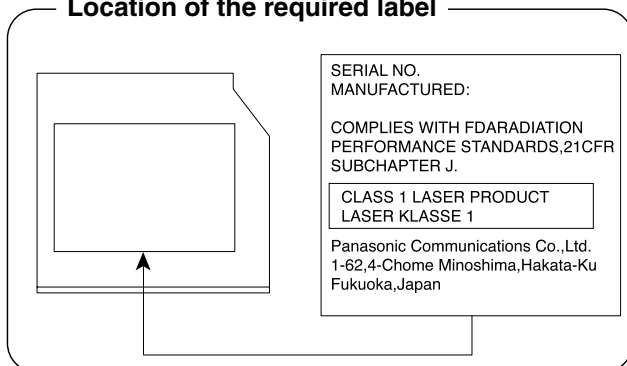 Location of the required label
SERIAL NO.
MANUFACTURED:
COMPLIES WITH FDARADIATION
PERFORMANCE STANDARDS,21CFR
SUBCHAPTER J.
CLASS 1 LASER PRODUCT
LASER KLASSE 1
Panasonic Communications Co.,Ltd.
1-62,4-Chome Minoshima,Hakata-Ku
Fukuoka,Japan